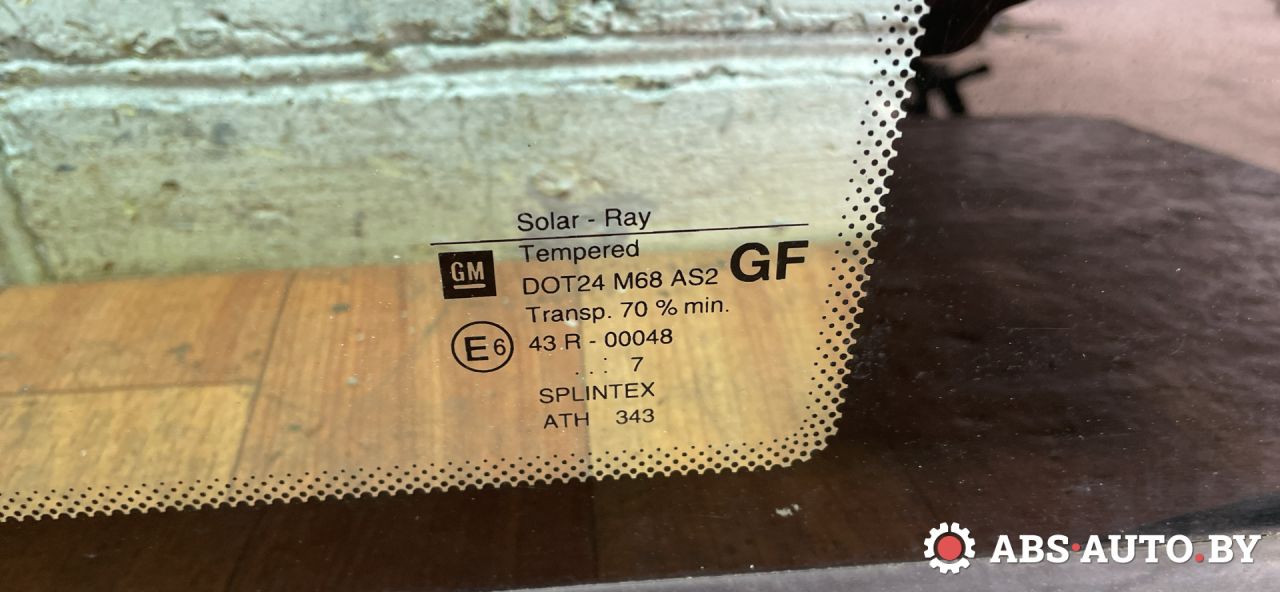 Solar - Ray
GM
Tempered
DOT24 M68 AS2
GF
Transp. 70 % min.
E6
43 R - 00048
. . : 7
SPLINTEX
ATH 343
ABS·AUTO.BY